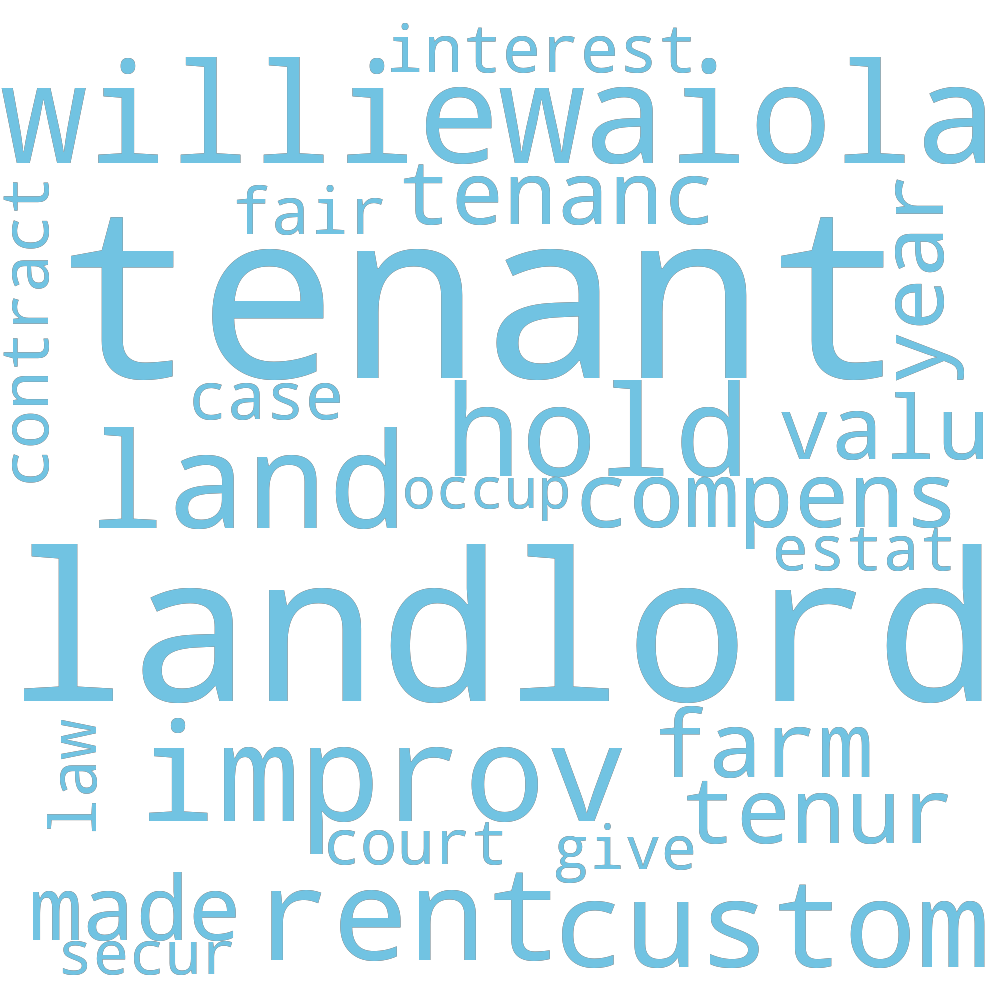 interest
williewaiola
fair
tenanc
year
contract
tenant
case
hold
valu
land
occup
compens
estat
landlord
law
improv
farm
tenur
court
give
made
rent
custom
secur